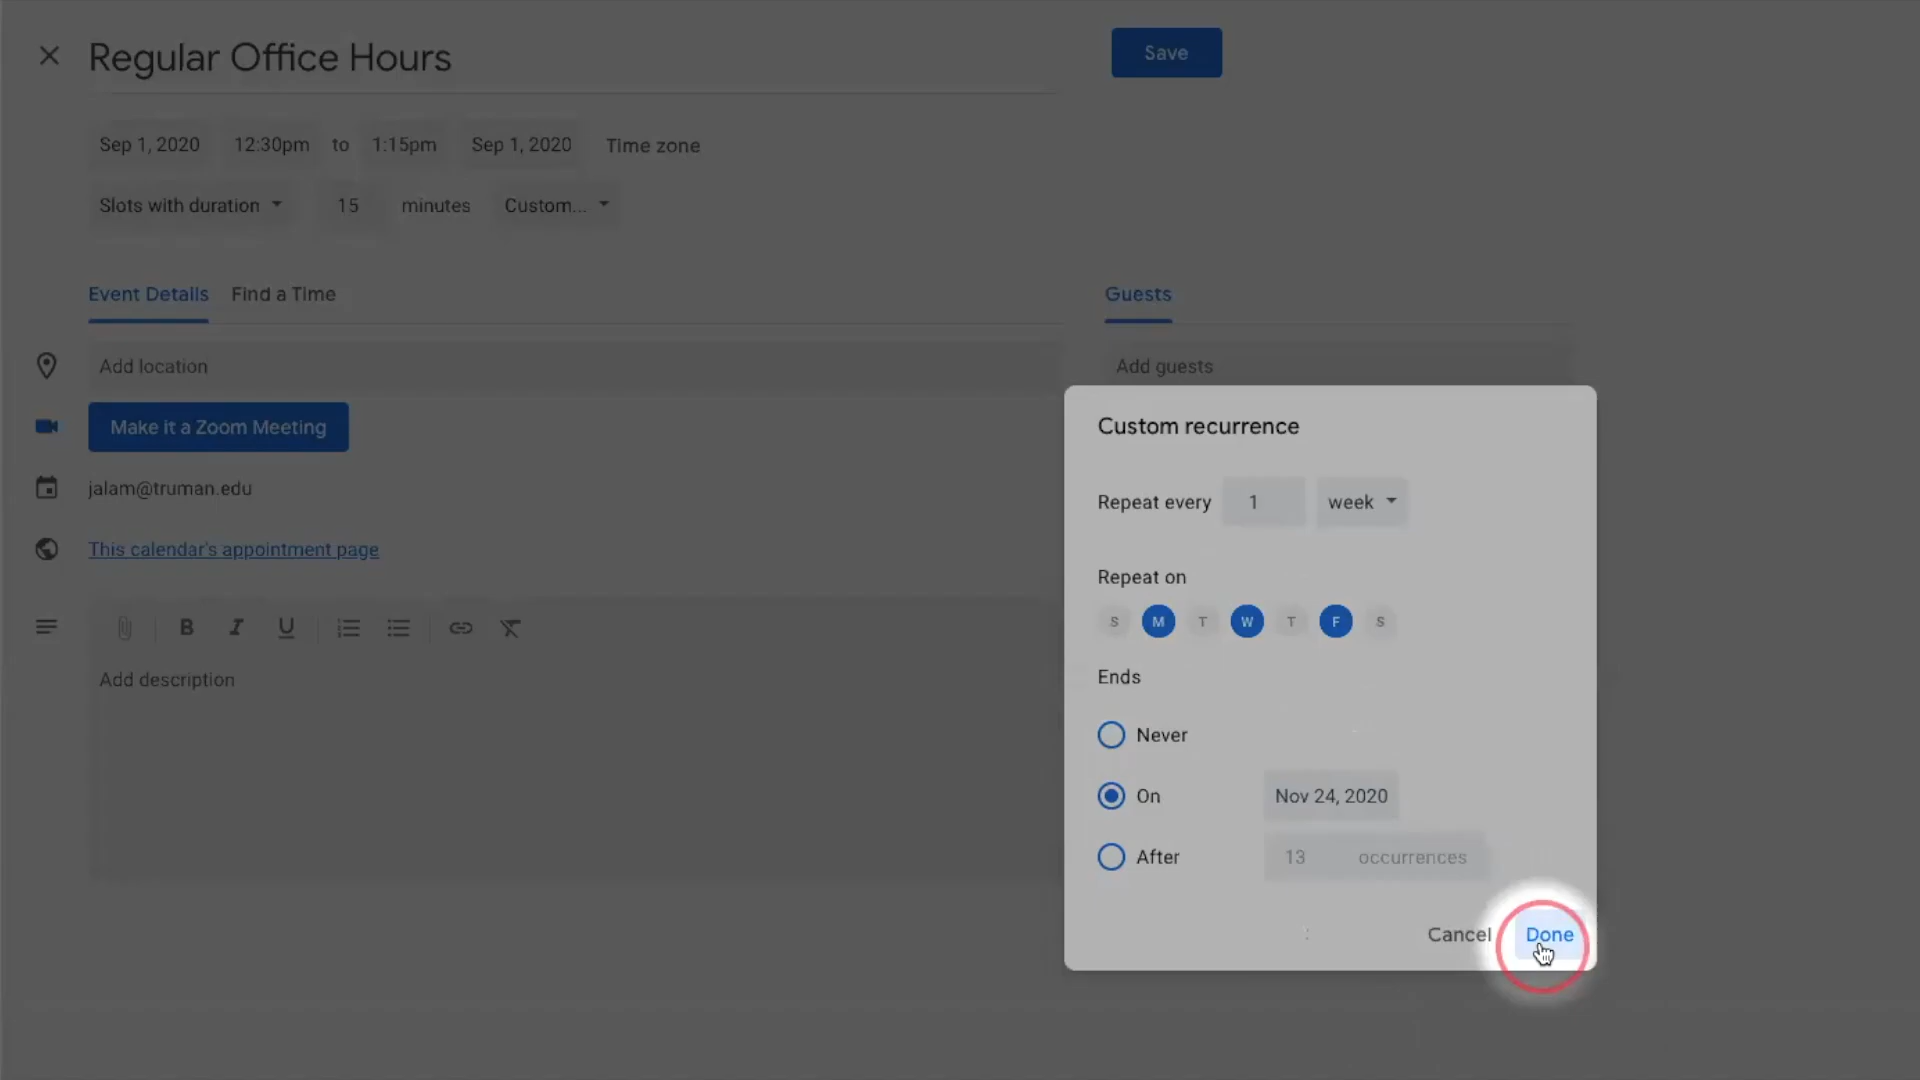 Regular Office Hours
Save
Sep 1, 2020 12:30pm to 1:15pm Sep 1, 2020 Time zone
Slots with duration 15 minutes Custom...
Event Details Find a Time
Guests
Add location
Add guests
Make it a Zoom Meeting
jalam@truman.edu
This calendar's appointment page
B I U
Add description
Custom recurrence
Repeat every 1 week
Repeat on
S M T W T F S
Ends
Never
On Nov 24, 2020
After 13 occurrences
Cancel Done